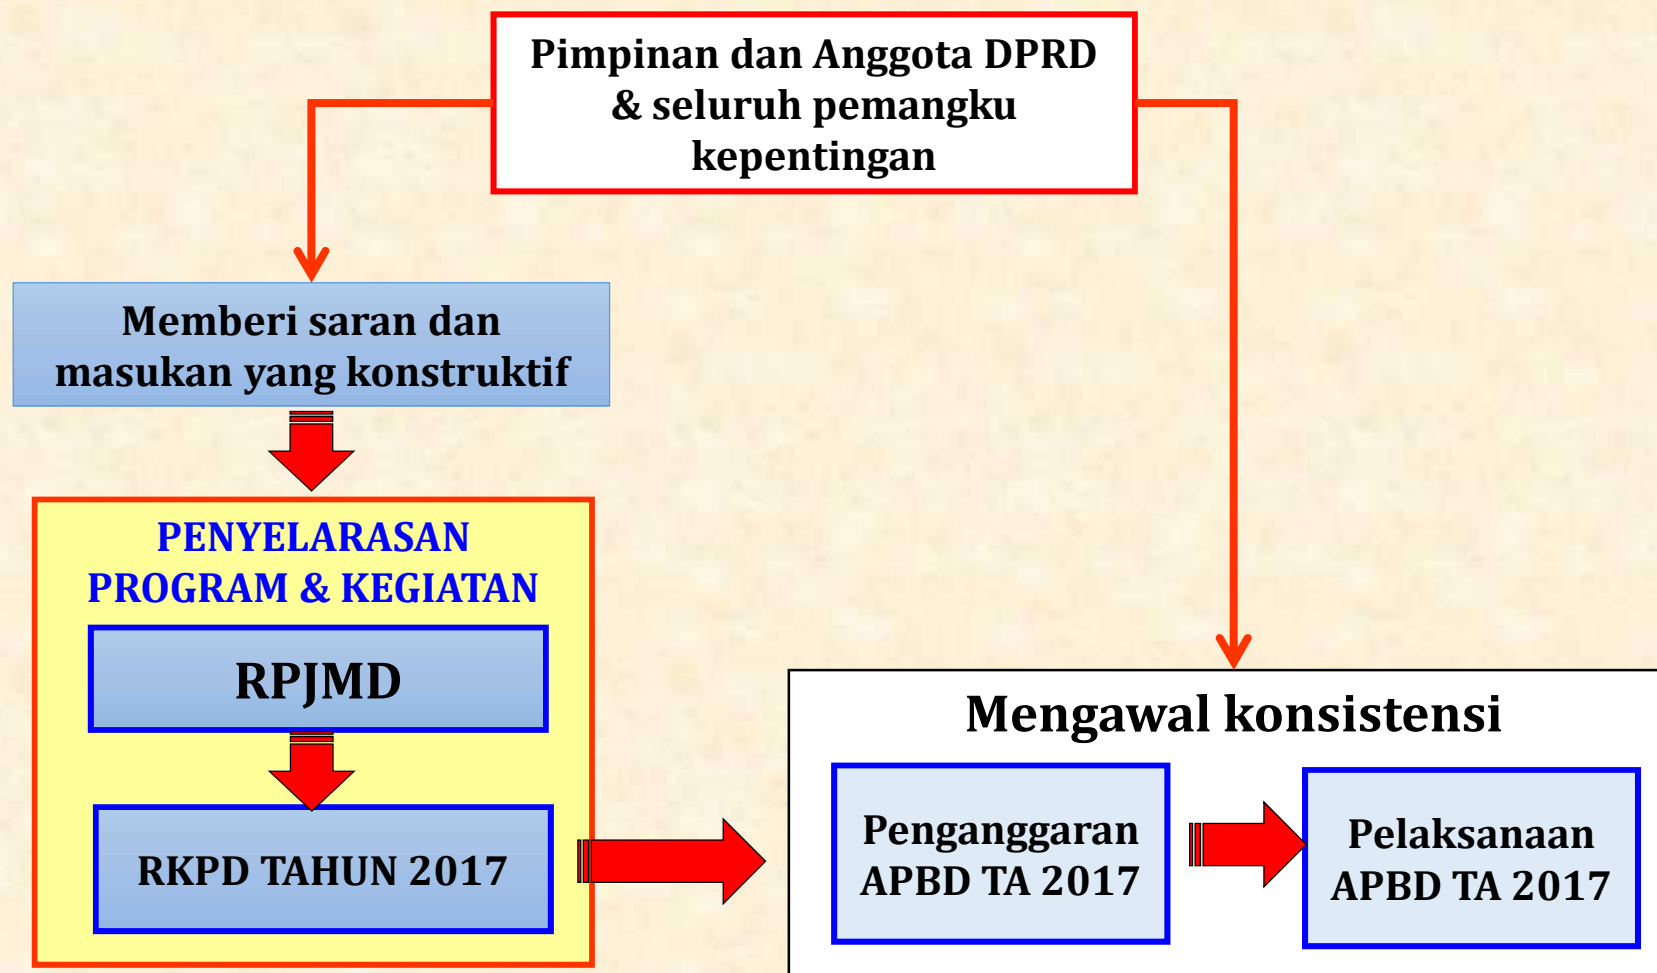 Pimpinan dan Anggota DPRD
& seluruh pemangku
kepentingan
Memberi saran dan
masukan yang konstruktif
PENYELARASAN
PROGRAM & KEGIATAN
RPJMD
RKPD TAHUN 2017
Mengawal konsistensi
Penganggaran
APBD TA 2017
Pelaksanaan
APBD TA 2017